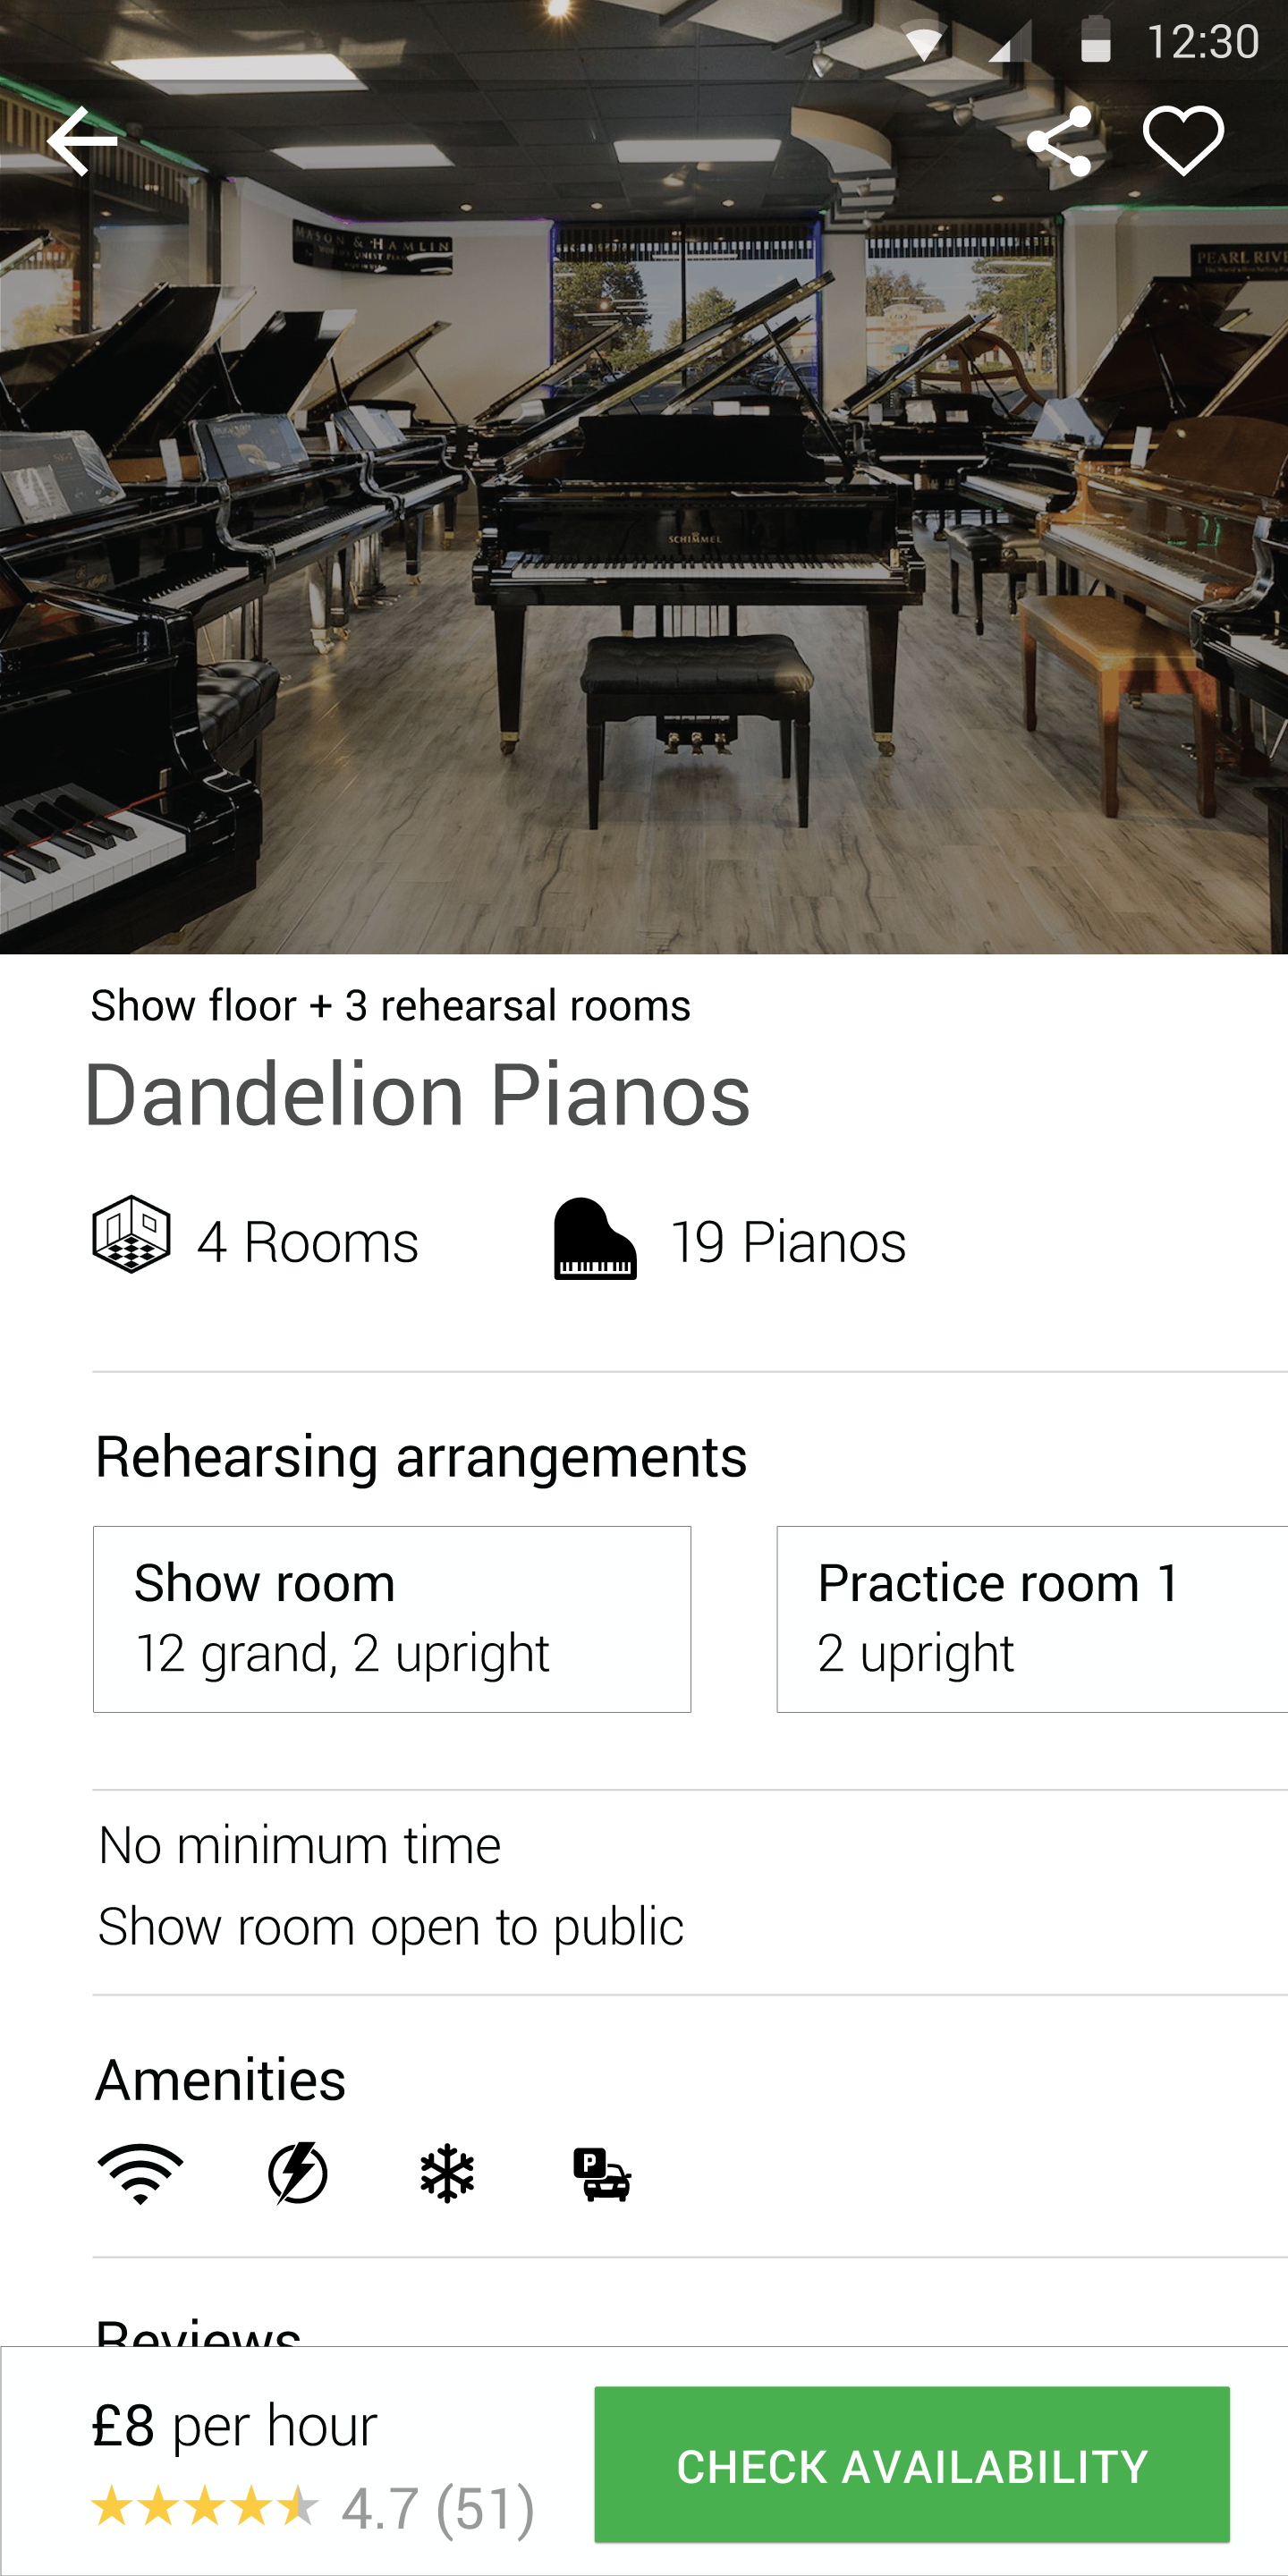 12:30
MASON & HAMLIN
PEARL RIVE
SCHIMMEL
Show floor + 3 rehearsal rooms
Dandelion Pianos
4 Rooms
19 Pianos
Rehearsing arrangements
Show room
12 grand, 2 upright
Practice room 1
2 upright
No minimum time
Show room open to public
Amenities
P
Reviews
£8 per hour
4.7 (51)
CHECK AVAILABILITY